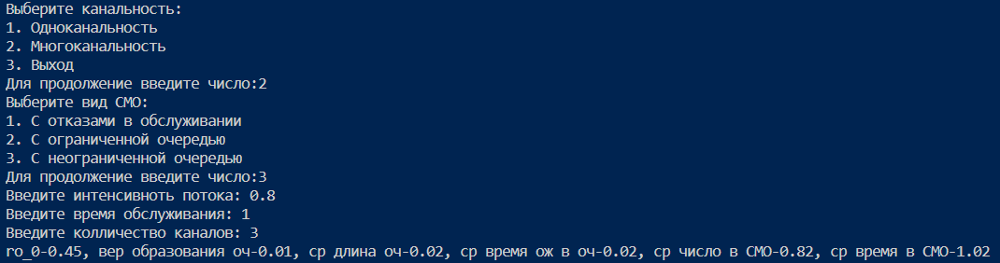 Выберите канальность:
1. Одноканальность
2. Многоканальность
3. Выход
Для продолжение введите число:2
Выберите вид СМО:
1. С отказами в обслуживании
2. С ограниченной очередью
3. С неограниченной очередью
Для продолжение введите число:3
Введите интенсивноть потока: 0.8
Введите время обслуживания: 1
Введите колличество каналов: 3
ro_0-0.45, вер образования оч-0.01, ср длина оч-0.02, ср время ож в оч-0.02, ср число в СМО-0.82, ср время в СМО-1.02